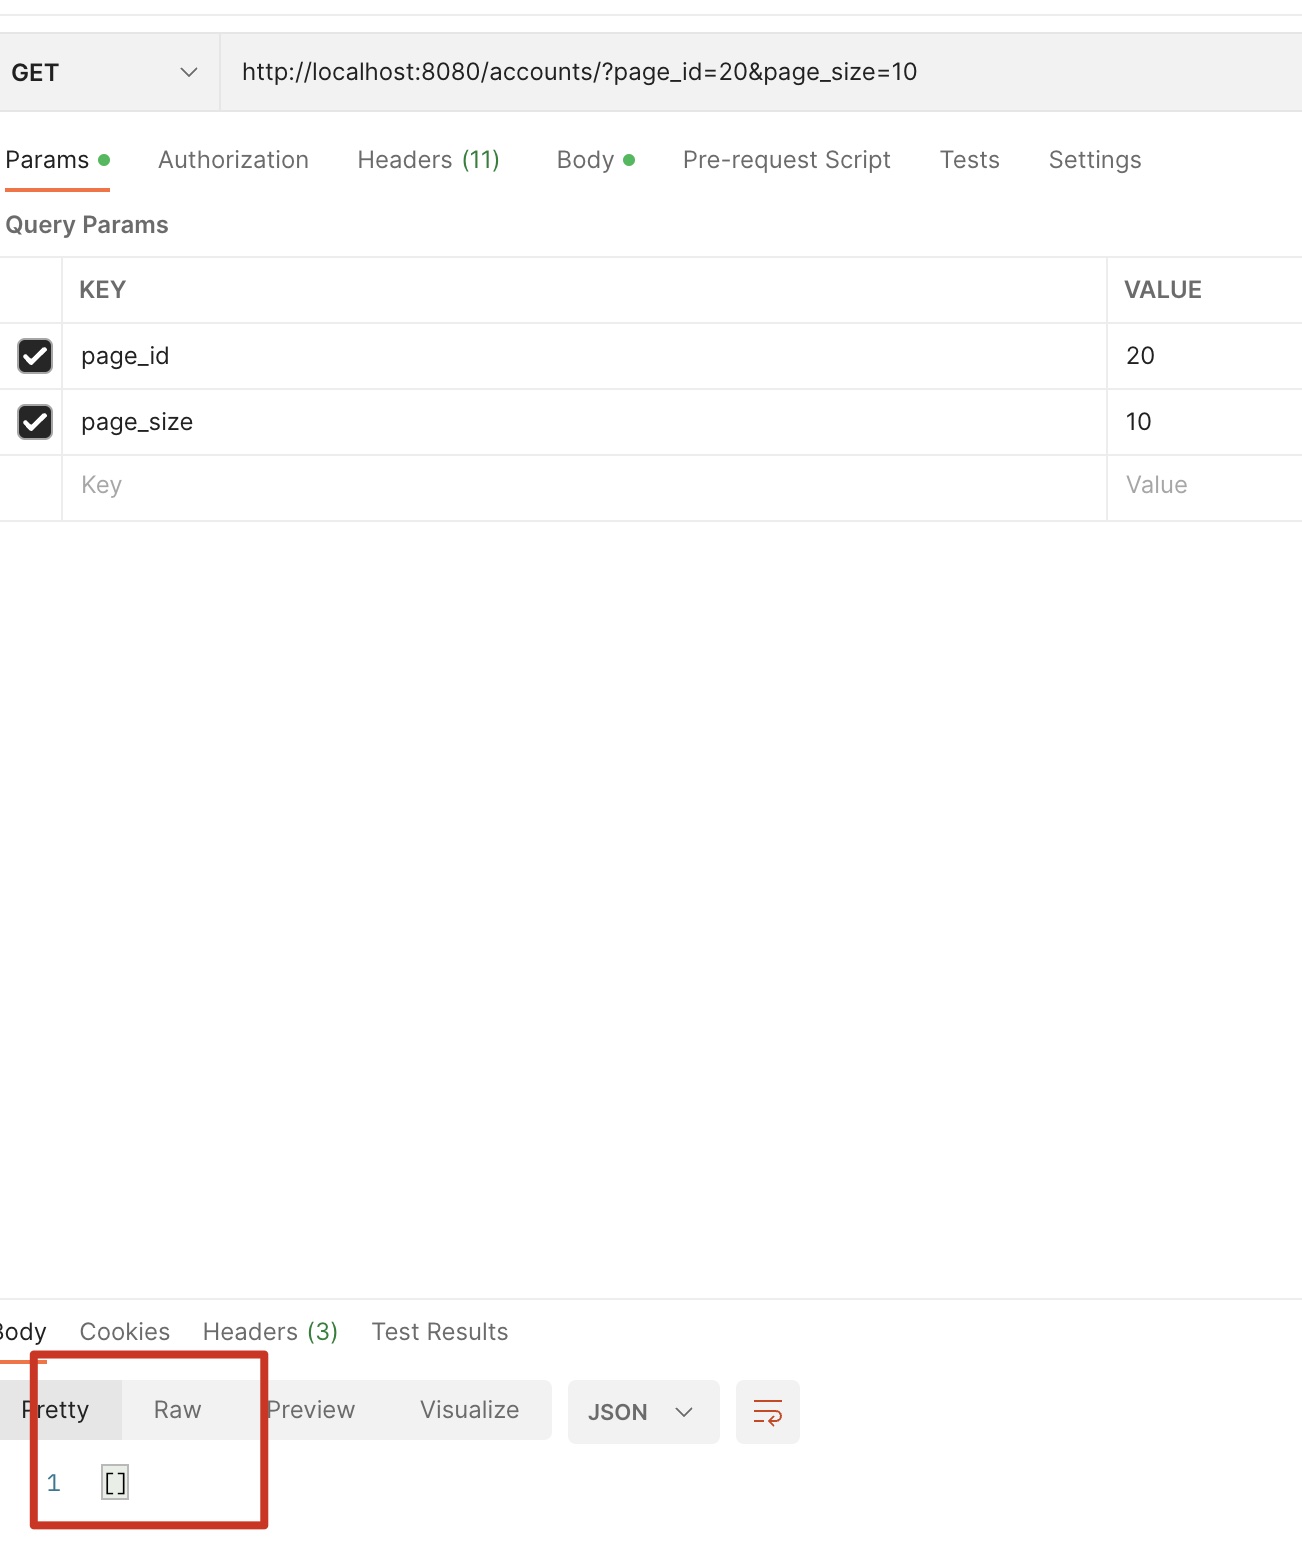 GET http://localhost:8080/accounts/?page_id=20&page_size=10
Params Authorization Headers (11) Body Pre-request Script Tests Settings
Query Params
KEY VALUE
page_id 20
page_size 10
Key Value
Body Cookies Headers (3) Test Results
Pretty Raw Preview Visualize JSON
1 []